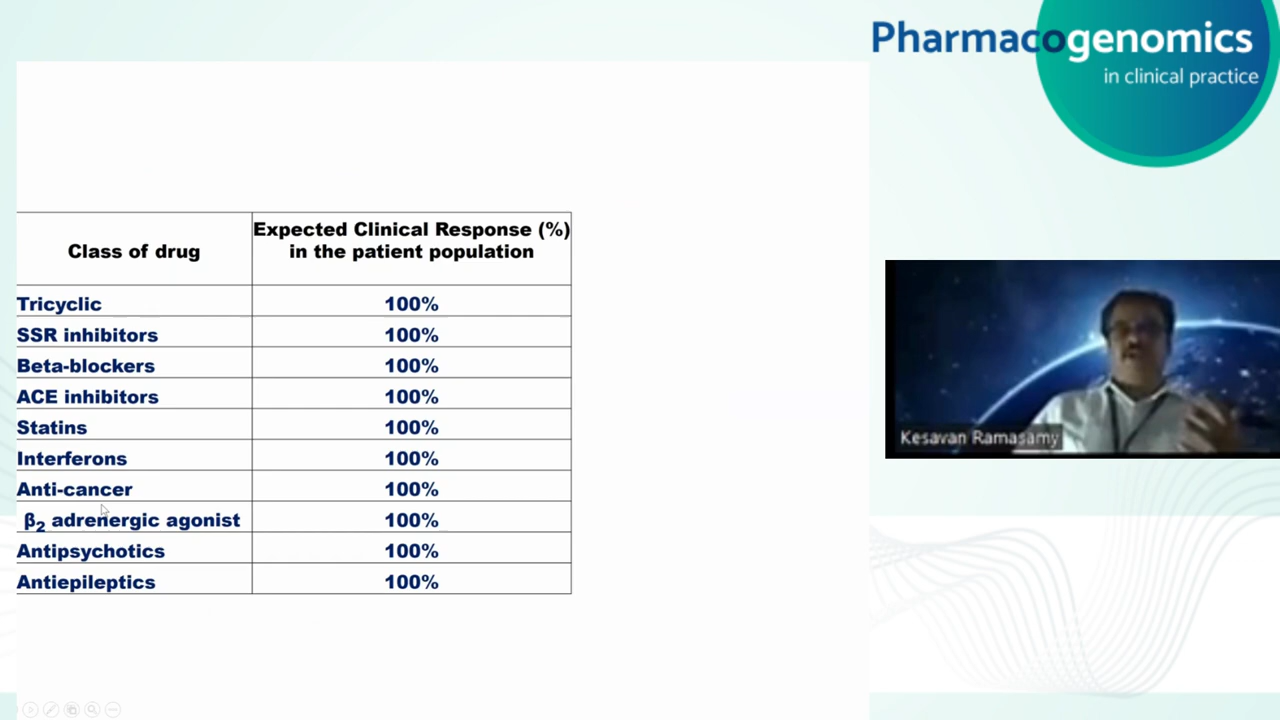 Pharmacogenomics
in clinical practice
Class of drug
Expected Clinical Response (%)
in the patient population
Tricyclic 100%
SSR inhibitors 100%
Beta-blockers 100%
ACE inhibitors 100%
Statins 100%
Interferons 100%
Anti-cancer 100%
β2 adrenergic agonist 100%
Antipsychotics 100%
Antiepileptics 100%
Kesavan Ramasamy